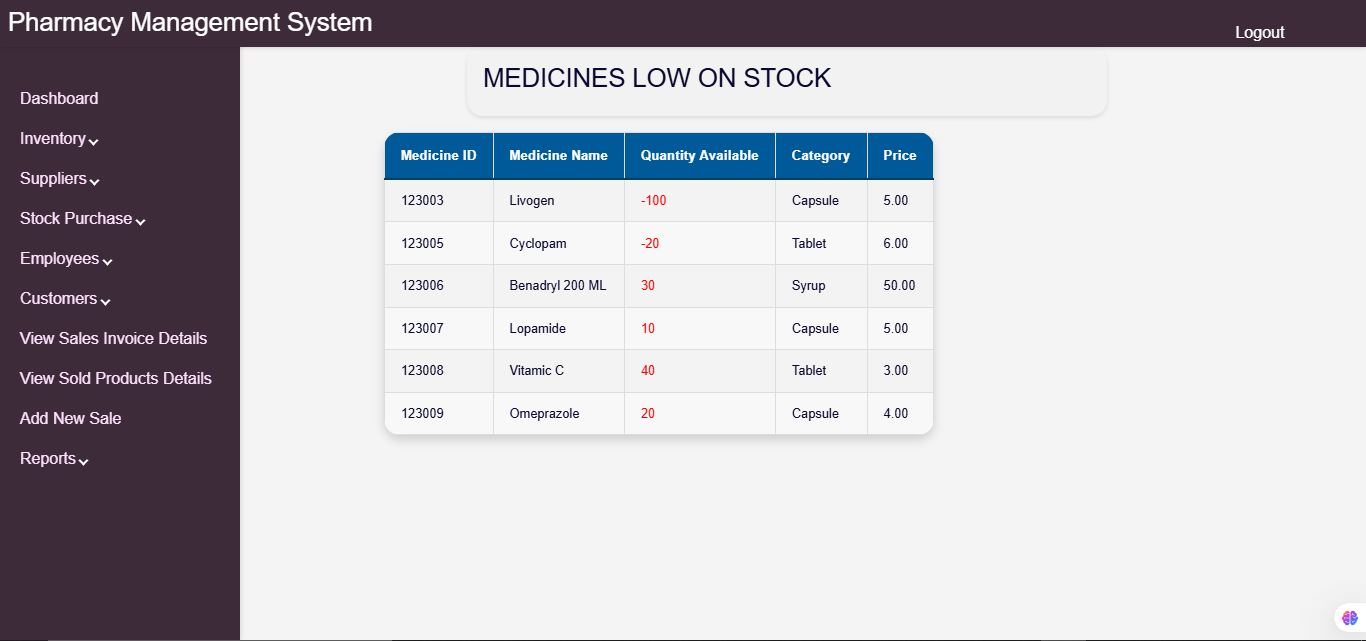 Pharmacy Management System
Logout
Dashboard
Inventory
Suppliers
Stock Purchase
Employees
Customers
View Sales Invoice Details
View Sold Products Details
Add New Sale
Reports
MEDICINES LOW ON STOCK
Medicine ID Medicine Name Quantity Available Category Price
123003 Livogen -100 Capsule 5.00
123005 Cyclopam -20 Tablet 6.00
123006 Benadryl 200 ML 30 Syrup 50.00
123007 Lopamide 10 Capsule 5.00
123008 Vitamic C 40 Tablet 3.00
123009 Omeprazole 20 Capsule 4.00